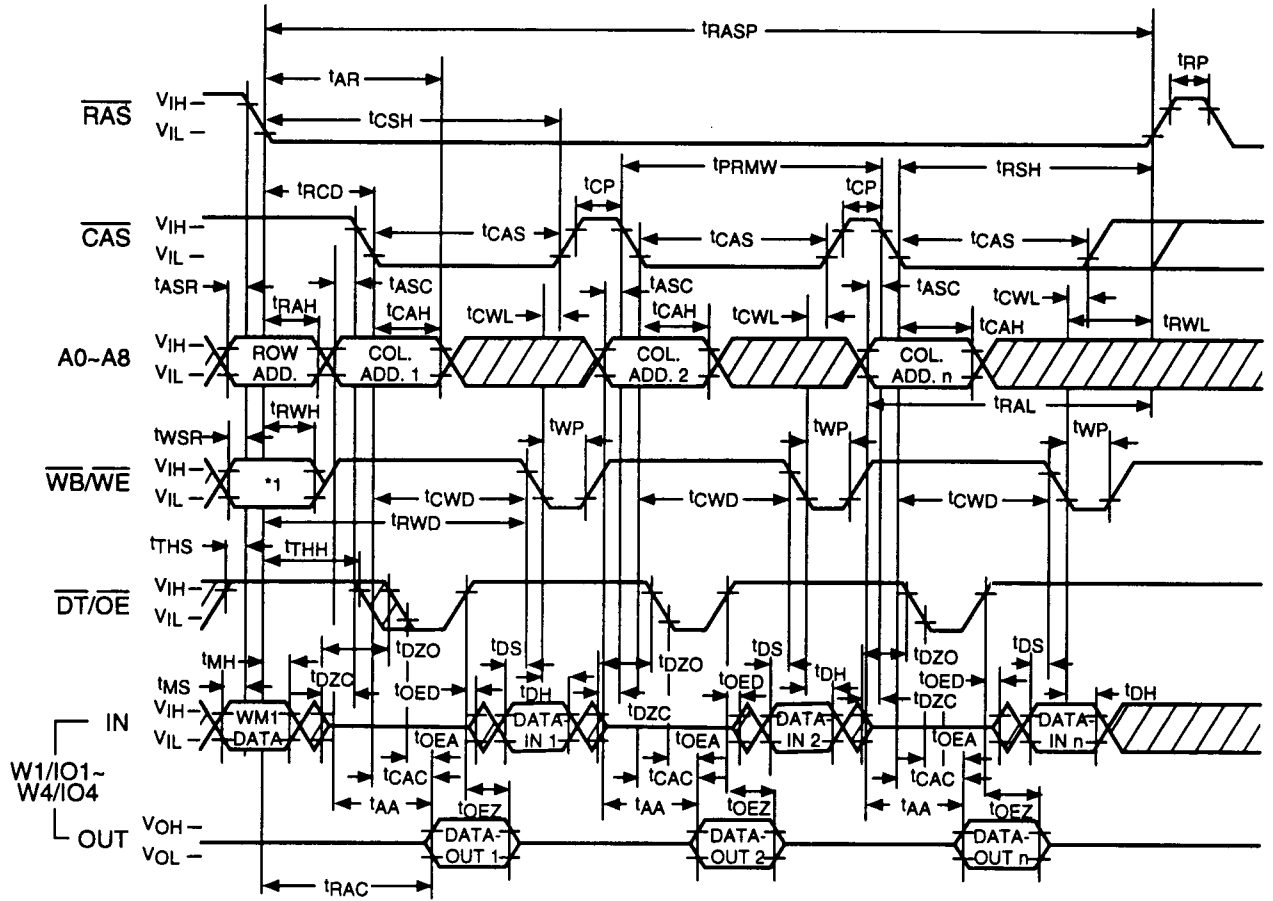 tRASP
tRP
tAR
RAS
VIH
VIL
tCSH
tPRMW
tRSH
tRCD
tCP
tCP
CAS
VIH
VIL
tCAS
tCAS
tCAS
tASR
tRAH
tASC
tCAH
tCWL
tASC
tCAH
tCWL
tASC
tCAH
tCWL
tRWL
A0~A8
VIH
VIL
ROW ADD.
COL. ADD. 1
COL. ADD. 2
COL. ADD. n
tRAL
tWSR
tRWH
tWP
tWP
tWP
WB/WE
VIH
VIL
*1
tCWD
tCWD
tCWD
tRWD
tTHS
tTHH
DT/OE
VIH
VIL
tMH
tDZO
tDS
tDZO
tDS
tDZO
tDS
tMS
tDZC
tOED
tDH
tDZC
tOED
tDH
tDZC
tOED
tDH
IN
VIH
VIL
WM1 DATA
DATA-IN 1
DATA-IN 2
DATA-IN n
tOEA
tOEA
tOEA
tCAC
tCAC
tCAC
W1/IO1~
W4/IO4
tAA
tOEZ
tAA
tOEZ
tAA
tOEZ
OUT
VOH
VOL
DATA-OUT 1
DATA-OUT 2
DATA-OUT n
tRAC